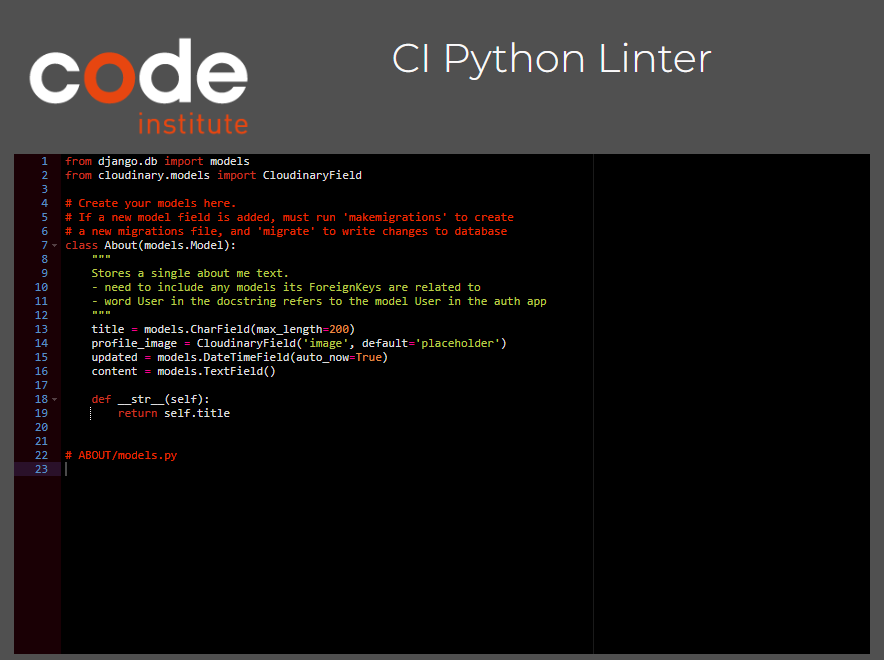 code
institute
CI Python Linter
1 from django.db import models
2 from cloudinary.models import CloudinaryField
3
4 # Create your models here.
5 # If a new model field is added, must run 'makemigrations' to create
6 # a new migrations file, and 'migrate' to write changes to database
7 class About(models.Model):
8     """
9     Stores a single about me text.
10     - need to include any models its ForeignKeys are related to
11     - word User in the docstring refers to the model User in the auth app
12     """
13     title = models.CharField(max_length=200)
14     profile_image = CloudinaryField('image', default='placeholder')
15     updated = models.DateTimeField(auto_now=True)
16     content = models.TextField()
17
18     def __str__(self):
19         return self.title
20
21
22 # ABOUT/models.py
23